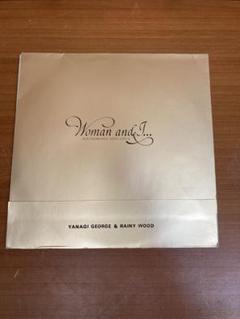 Woman and I...
YANAGI GEORGE & RAINY WOOD